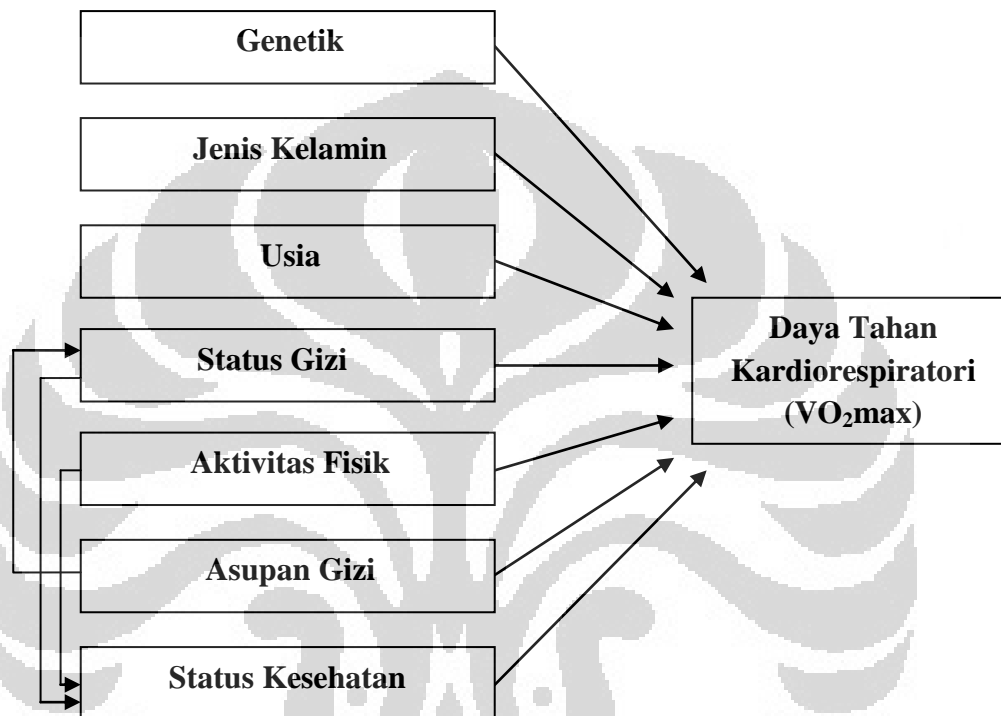 Genetik
Jenis Kelamin
Usia
Status Gizi
Aktivitas Fisik
Asupan Gizi
Status Kesehatan
Daya Tahan
Kardiorespiratori
(VO₂max)